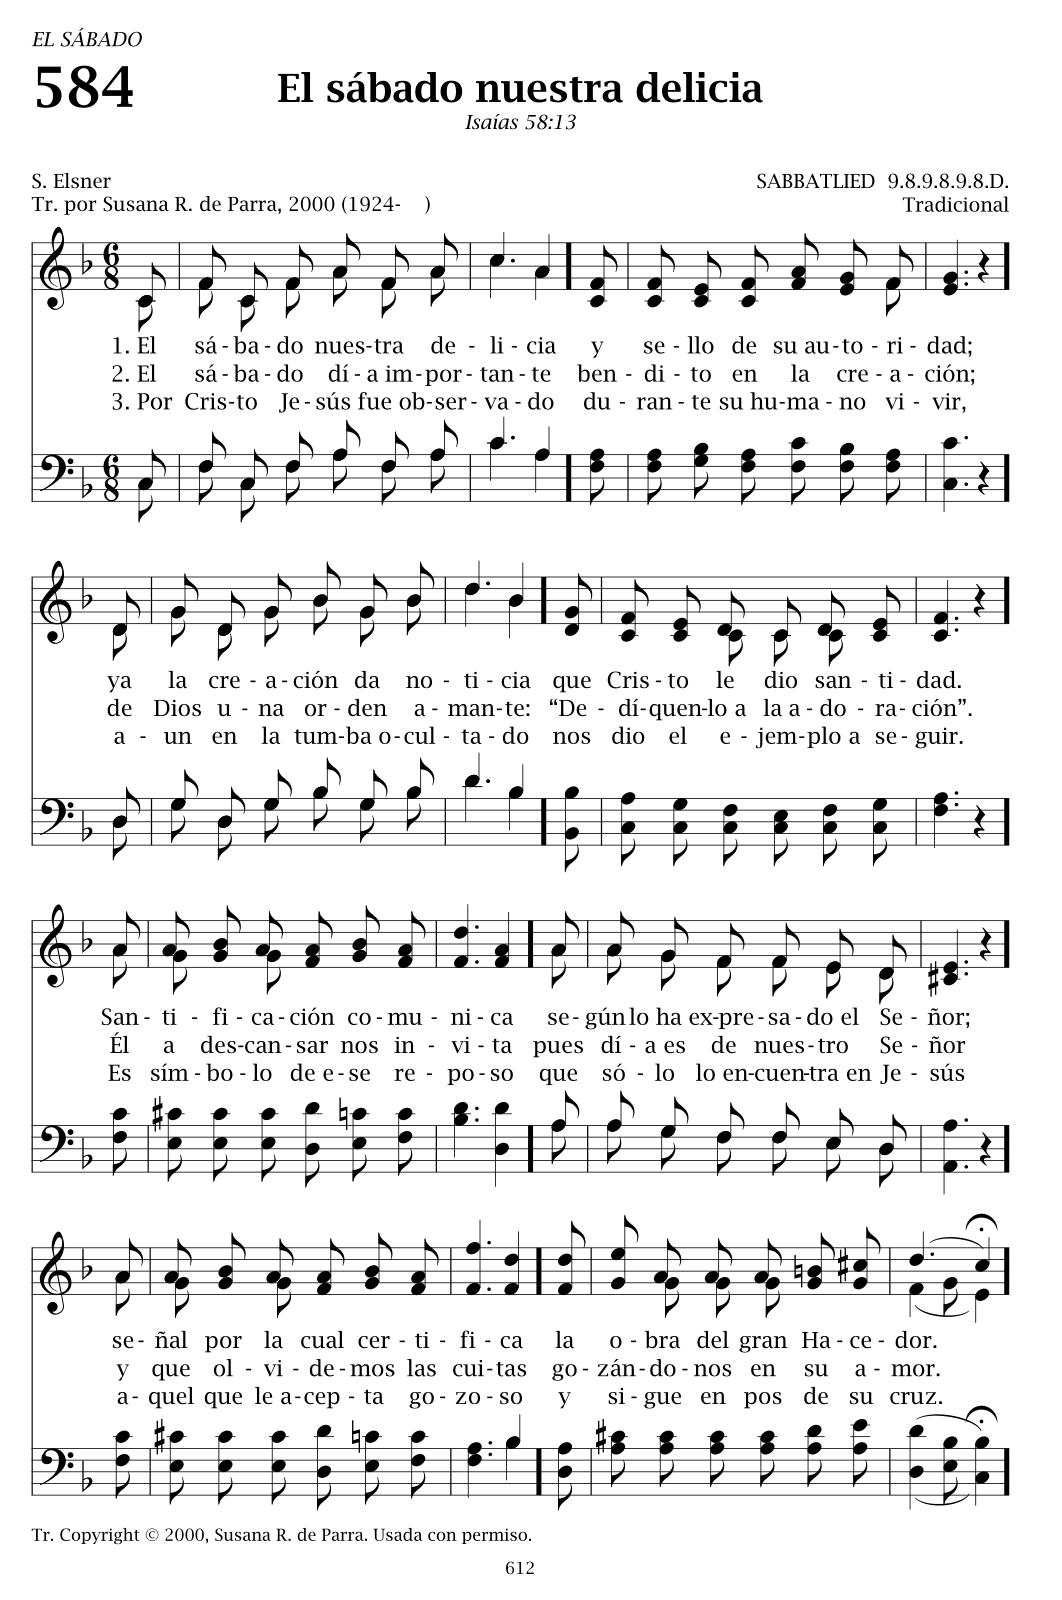 EL SÁBADO
584
El sábado nuestra delicia
Isaías 58:13
S. Elsner
SABBATLIED 9.8.9.8.9.8.D.
Tr. por Susana R. de Parra, 2000 (1924-    )
Tradicional
1. El sá - ba - do nues - tra de - li - cia y se - llo de su au - to - ri - dad;
2. El sá - ba - do dí - a im - por - tan - te ben - di - to en la cre - a - ción;
3. Por Cris - to Je - sús fue ob - ser - va - do du - ran - te su hu - ma - no vi - vir,
ya la cre - a - ción da no - ti - cia que Cris - to le dio san - ti - dad.
de Dios u - na or - den a - man - te: “De - dí - quen - lo a la a - do - ra - ción”.
a - un en la tum - ba o - cul - ta - do nos dio el e - jem - plo a se - guir.
San - ti - fi - ca - ción co - mu - ni - ca se - gún lo ha ex - pre - sa - do el Se - ñor;
Él a des - can - sar nos in - vi - ta pues dí - a es de nues - tro Se - ñor
Es sím - bo - lo de e - se re - po - so que só - lo lo en - cuen - tra en Je - sús
se - ñal por la cual cer - ti - fi - ca la o - bra del gran Ha - ce - dor.
y que ol - vi - de - mos las cui - tas go - zán - do - nos en su a - mor.
a - quel que le a - cep - ta go - zo - so y si - gue en pos de su cruz.
Tr. Copyright © 2000, Susana R. de Parra. Usada con permiso.
612